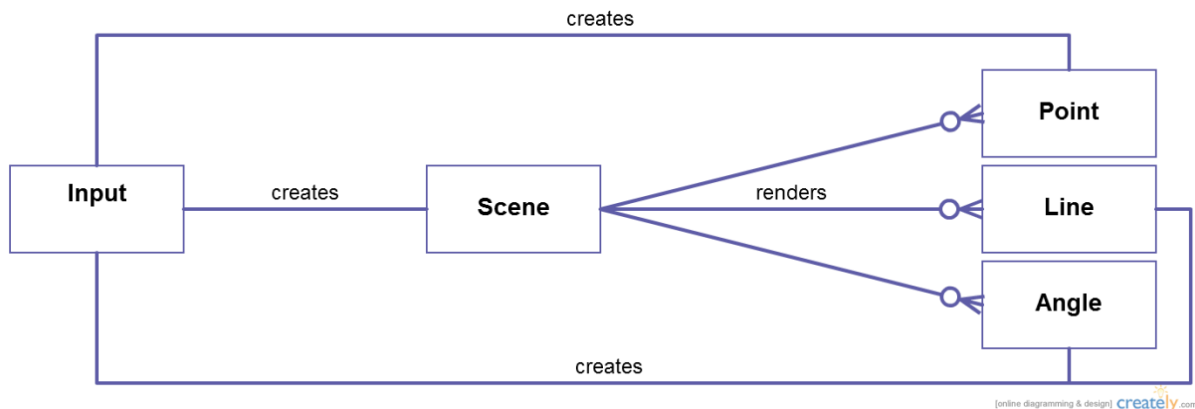 creates
Point
Input
creates
Scene
renders
Line
Angle
creates
[online diagramming & design] creately.com